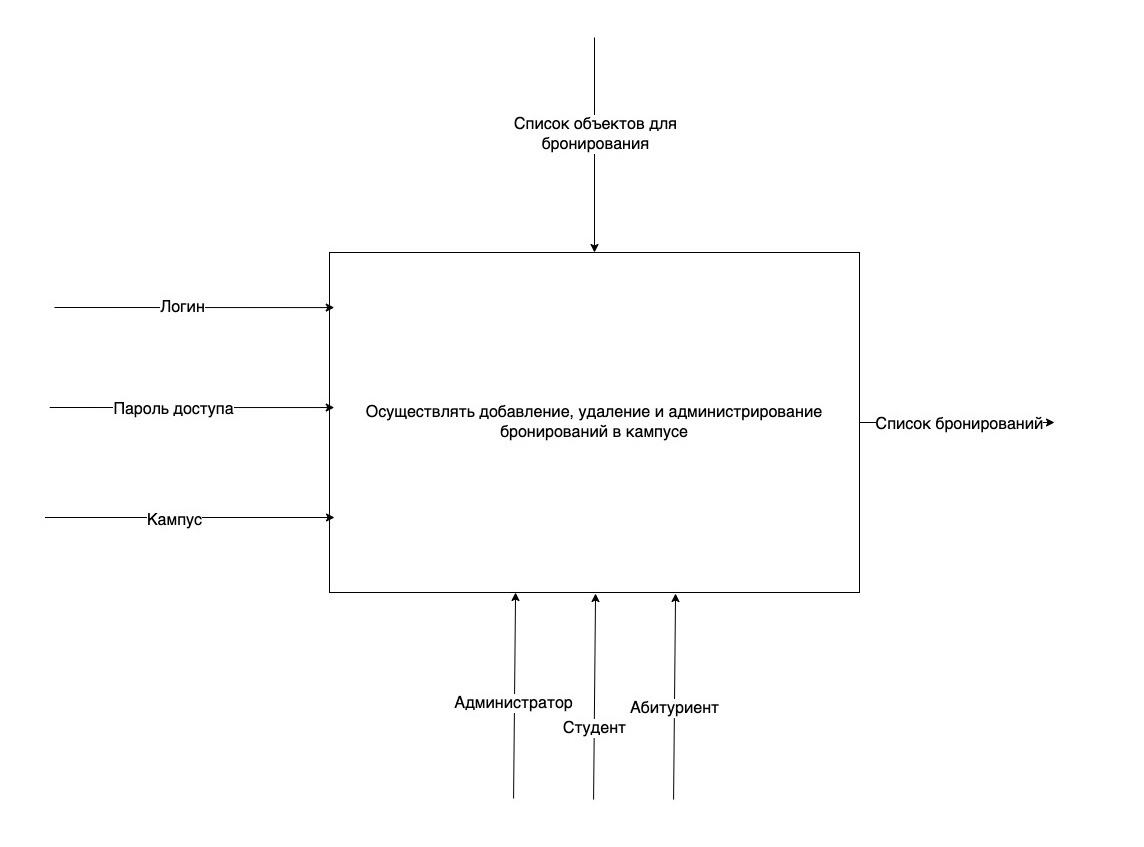 Список объектов для
бронирования
Логин
Пароль доступа
Осуществлять добавление, удаление и администрирование
бронирований в кампусе
Список бронирований
Кампус
Администратор
Студент
Абитуриент